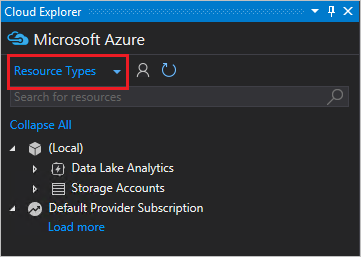 Cloud Explorer
Microsoft Azure
Resource Types
Search for resources
Collapse All
(Local)
Data Lake Analytics
Storage Accounts
Default Provider Subscription
Load more